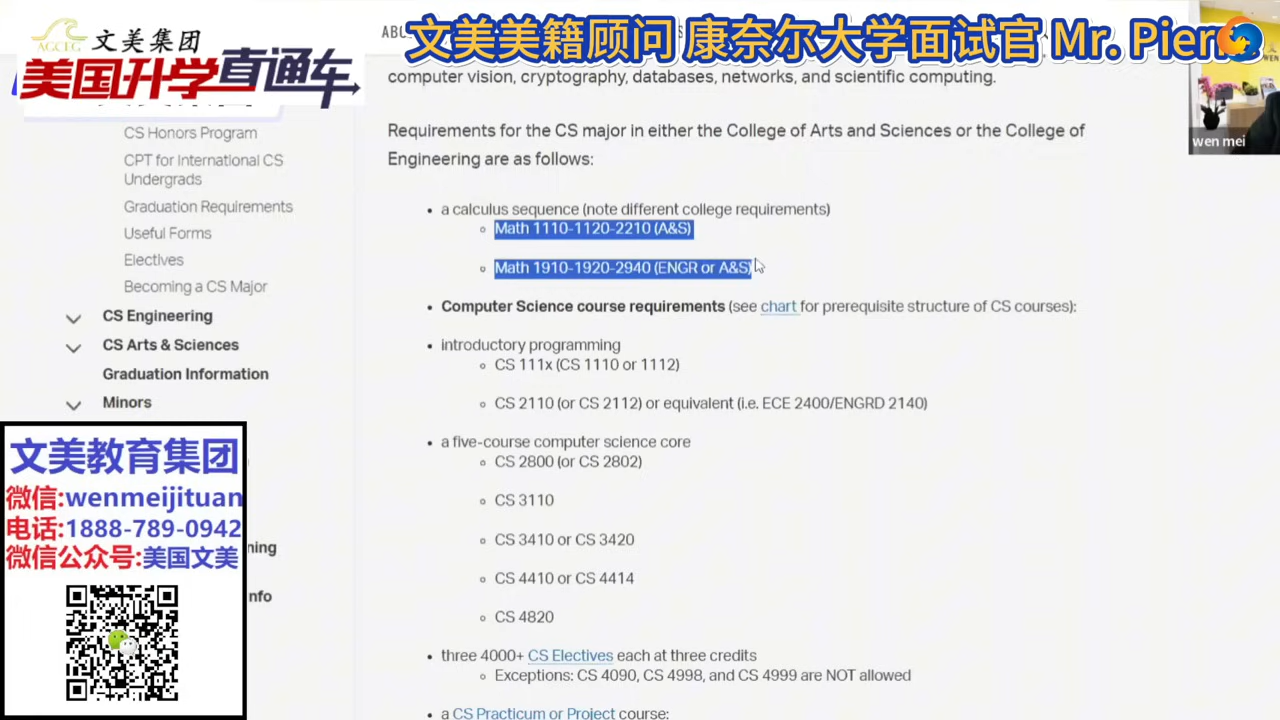 AGCEG 文美集团
美国升学直通车
文美美籍顾问 康奈尔大学面试官 Mr. Pier
wen mei
computer vision, cryptography, databases, networks, and scientific computing.
Requirements for the CS major in either the College of Arts and Sciences or the College of
Engineering are as follows:
• a calculus sequence (note different college requirements)
Math 1110-1120-2210 (A&S)
Math 1910-1920-2940 (ENGR or A&S)
• Computer Science course requirements (see chart for prerequisite structure of CS courses):
• introductory programming
CS 111x (CS 1110 or 1112)
CS 2110 (or CS 2112) or equivalent (i.e. ECE 2400/ENGRD 2140)
• a five-course computer science core
CS 2800 (or CS 2802)
CS 3110
CS 3410 or CS 3420
CS 4410 or CS 4414
CS 4820
• three 4000+ CS Electives each at three credits
Exceptions: CS 4090, CS 4998, and CS 4999 are NOT allowed
• a CS Practicum or Project course:
CS Honors Program
CPT for International CS
Undergrads
Graduation Requirements
Useful Forms
Electives
Becoming a CS Major
CS Engineering
CS Arts & Sciences
Graduation Information
Minors
文美教育集团
微信:wenmeijituan
电话:1888-789-0942
微信公众号:美国文美